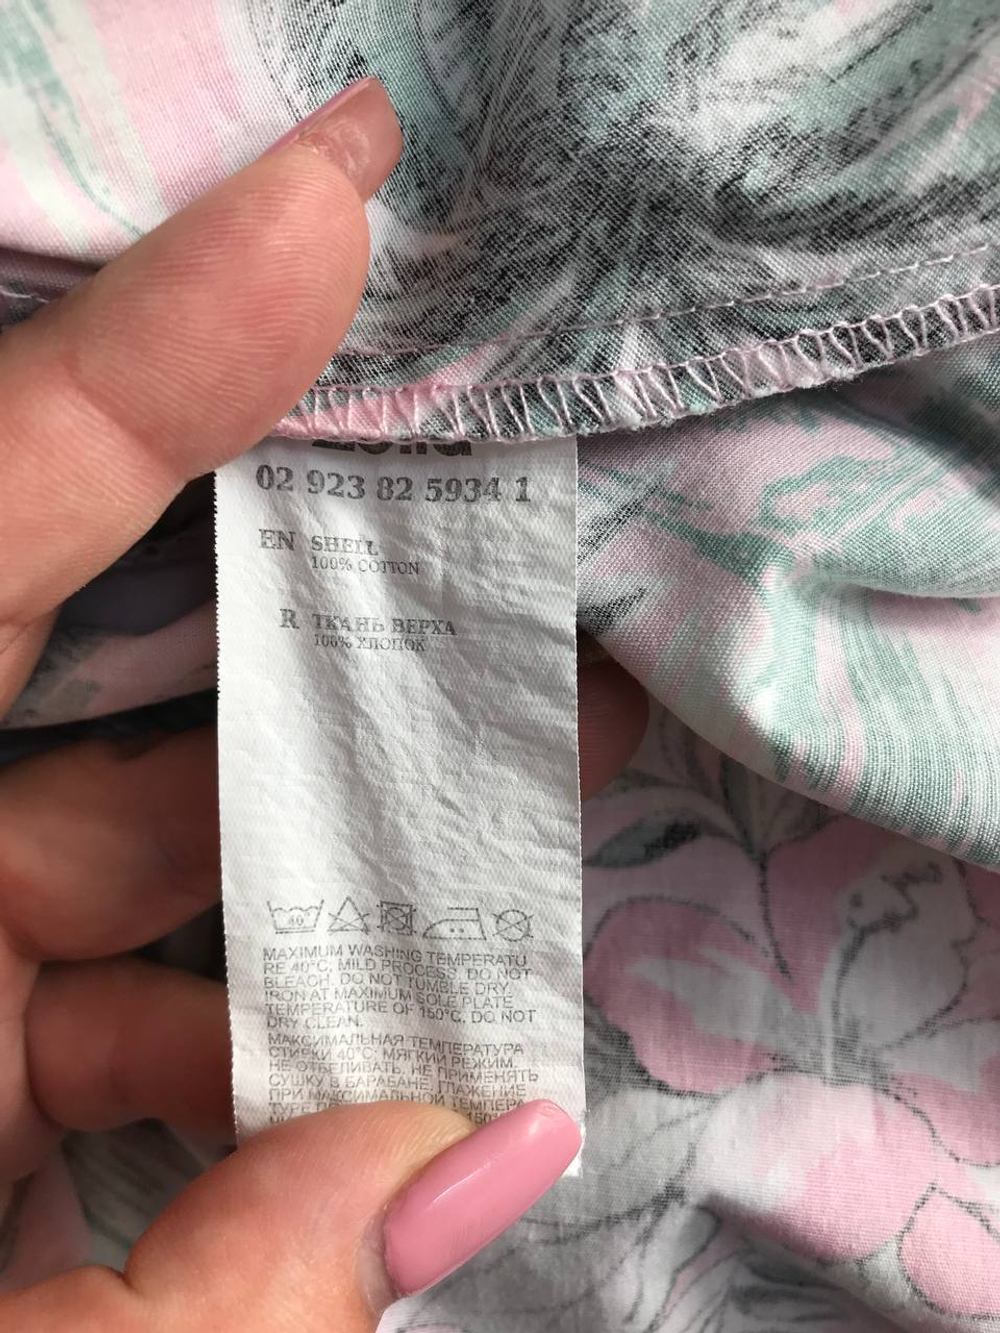 02 923 82 5934 1
EN SHELL
100% COTTON
R ТКАНЬ ВЕРХА
100% ХЛОПОК
40
MAXIMUM WASHING TEMPERATU
RE 40°C; MILD PROCESS. DO NOT
BLEACH. DO NOT TUMBLE DRY.
IRON AT MAXIMUM SOLE PLATE
TEMPERATURE OF 150°C. DO NOT
DRY CLEAN.
МАКСИМАЛЬНАЯ ТЕМПЕРАТУРА
СТИРКИ 40°C; МЯГКИЙ РЕЖИМ.
НЕ ОТБЕЛИВАТЬ. НЕ ПРИМЕНЯТЬ
СУШКУ В БАРАБАНЕ. ГЛАЖЕНИЕ
ПРИ МАКСИМАЛЬНОЙ ТЕМПЕРА